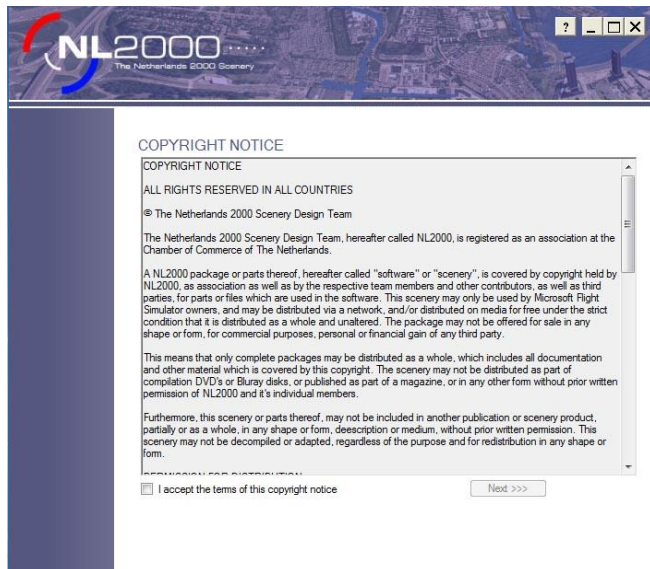 NL2000
The Netherlands 2000 Scenery
?
COPYRIGHT NOTICE
COPYRIGHT NOTICE
ALL RIGHTS RESERVED IN ALL COUNTRIES
© The Netherlands 2000 Scenery Design Team
The Netherlands 2000 Scenery Design Team, hereafter called NL2000, is registered as an association at the
Chamber of Commerce of The Netherlands.
A NL2000 package or parts thereof, hereafter called "software" or "scenery", is covered by copyright held by
NL2000, as association as well as by the respective team members and other contributors, as well as third
parties, for parts or files which are used in the software. This scenery may only be used by Microsoft Flight
Simulator owners, and may be distributed via a network, and/or distributed on media for free under the strict
condition that it is distributed as a whole and unaltered. The package may not be offered for sale in any
shape or form, for commercial purposes, personal or financial gain of any third party.
This means that only complete packages may be distributed as a whole, which includes all documentation
and other material which is covered by this copyright. The scenery may not be distributed as part of
compilation DVD's or Bluray disks, or published as part of a magazine, or in any other form without prior written
permission of NL2000 and it's individual members.
Furthermore, this scenery or parts thereof, may not be included in another publication or scenery product,
partially or as a whole, in any shape or form, deescription or medium, without prior written permission. This
scenery may not be decompiled or adapted, regardless of the purpose and for redistribution in any shape or
form.
PERMISSION FOR DISTRIBUTION
I accept the terms of this copyright notice
Next >>>